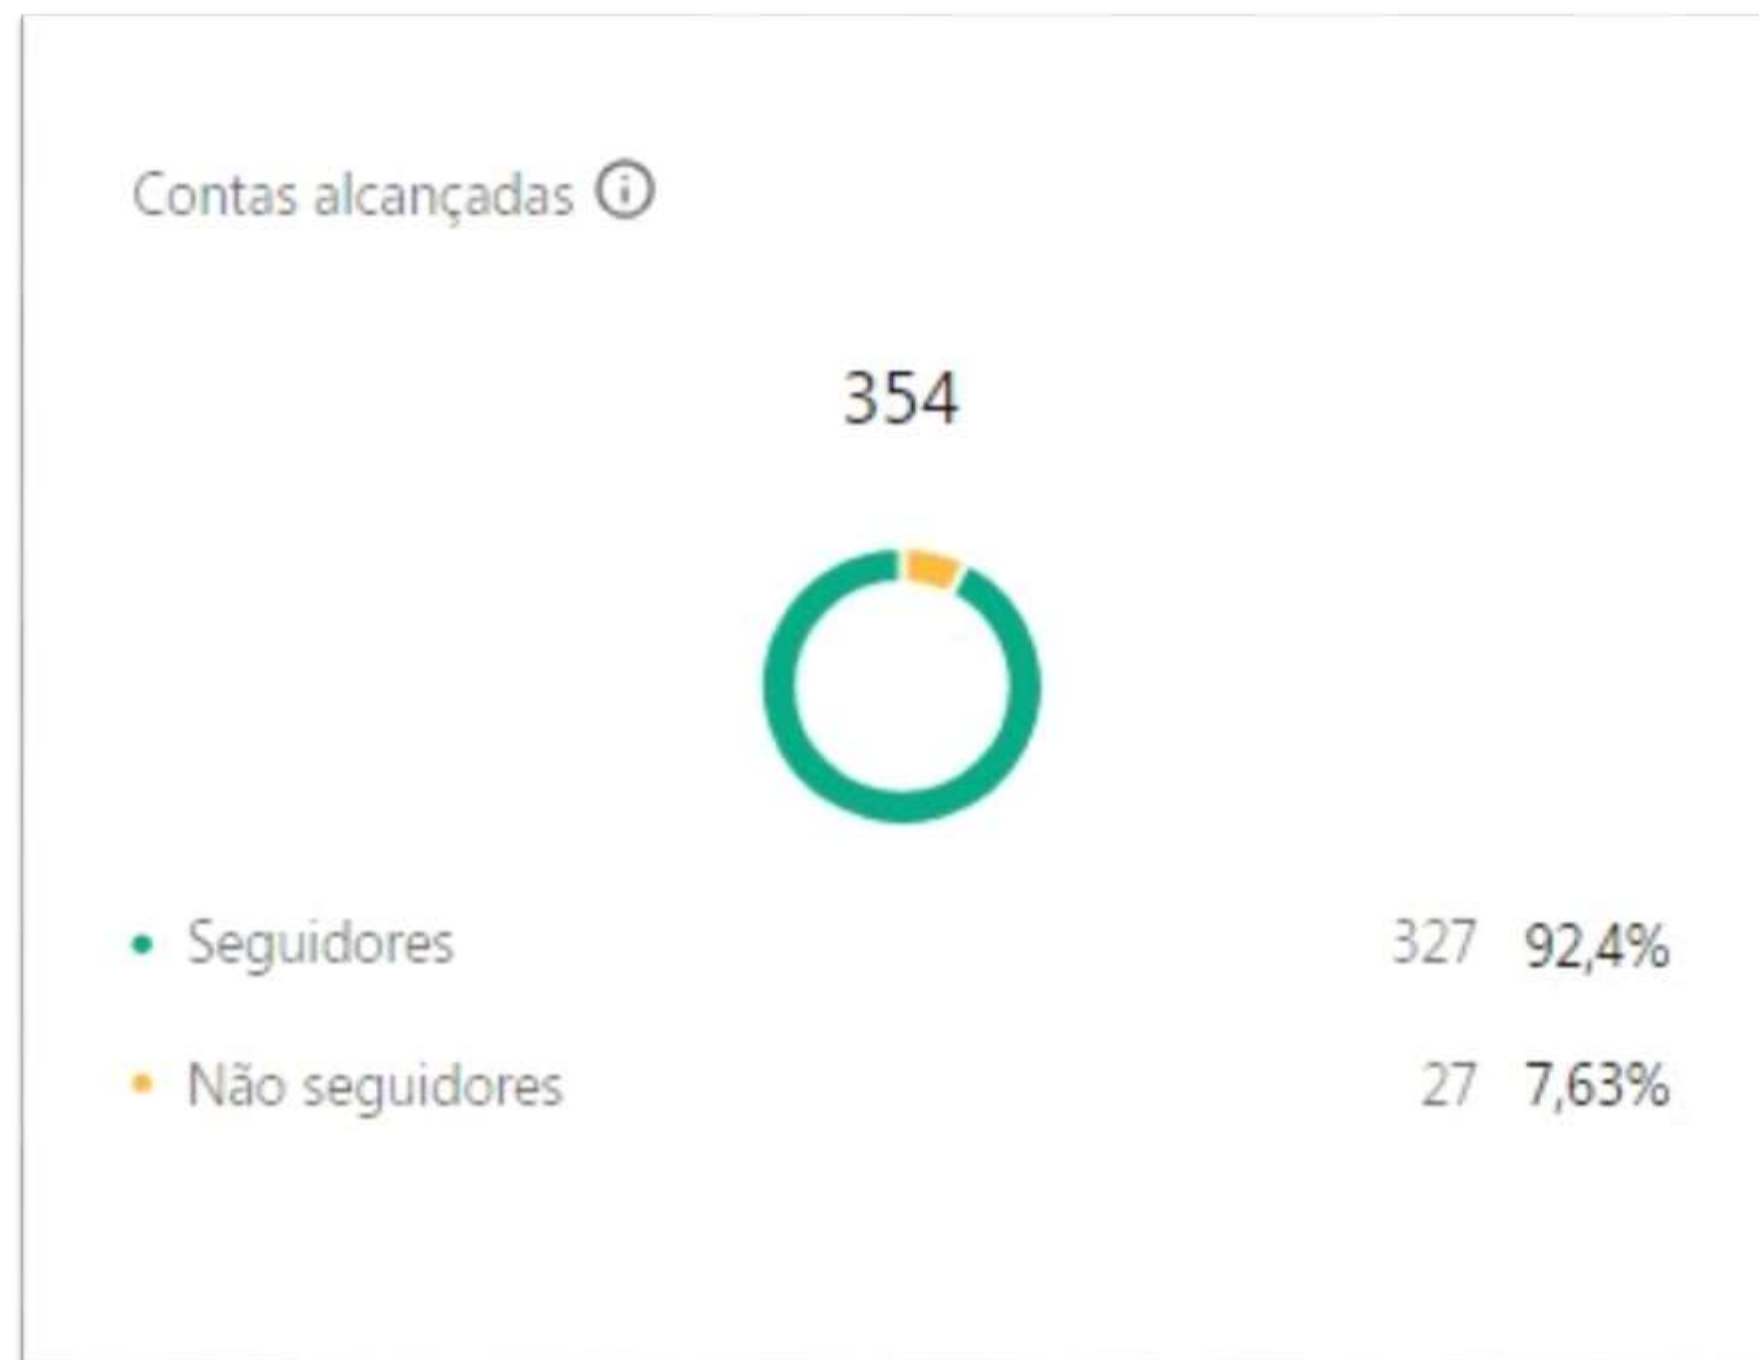 Contas alcançadas
354
Seguidores 327 92,4%
Não seguidores 27 7,63%